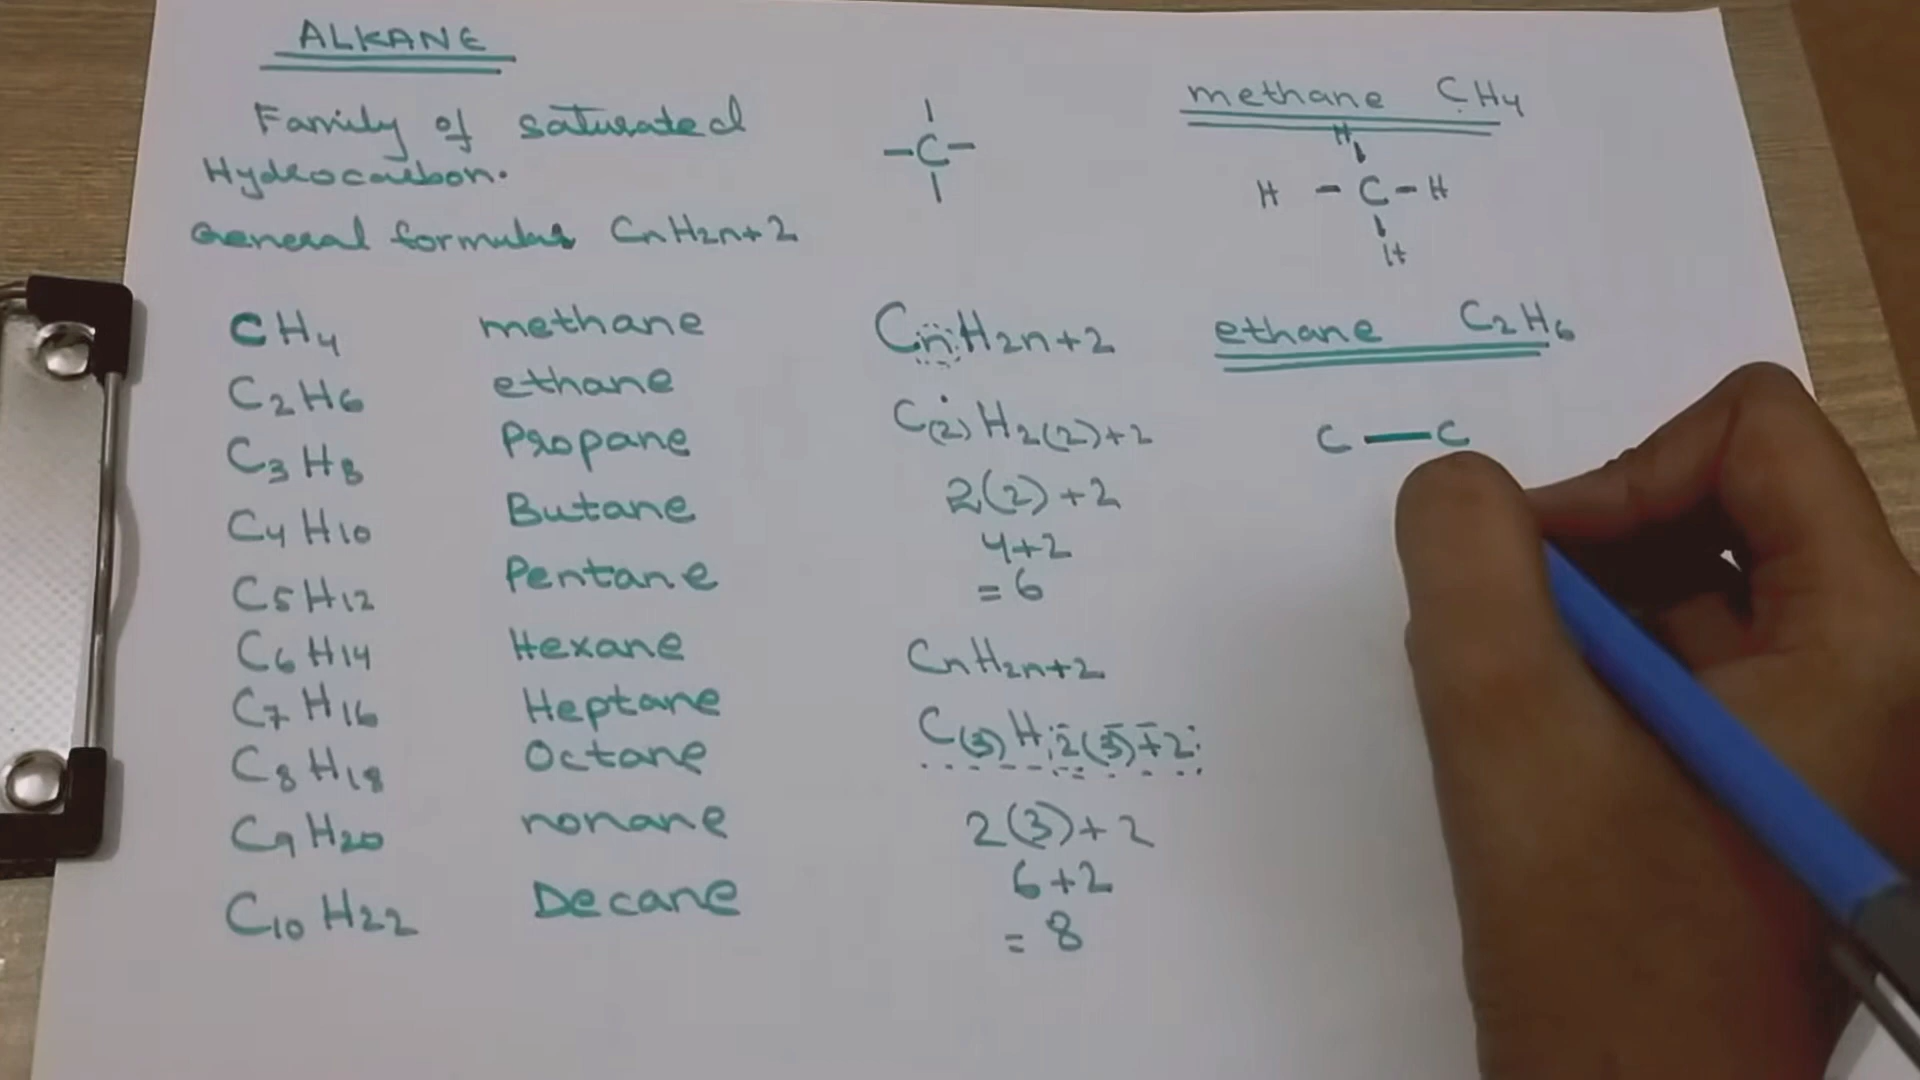 ALKANE
Family of saturated
Hydrocarbon.
General formular CnH2n+2
CH4 methane
C2H6 ethane
C3H8 Propane
C4H10 Butane
C5H12 Pentane
C6H14 Hexane
C7H16 Heptane
C8H18 Octane
C9H20 nonane
C10H22 Decane
-C-
CnH2n+2
C(2)H2(2)+2
2(2)+2
4+2
=6
CnH2n+2
C(3)H2(3)+2
2(3)+2
6+2
=8
methane CH4
H
H -C-H
H
ethane C2H6
C—C